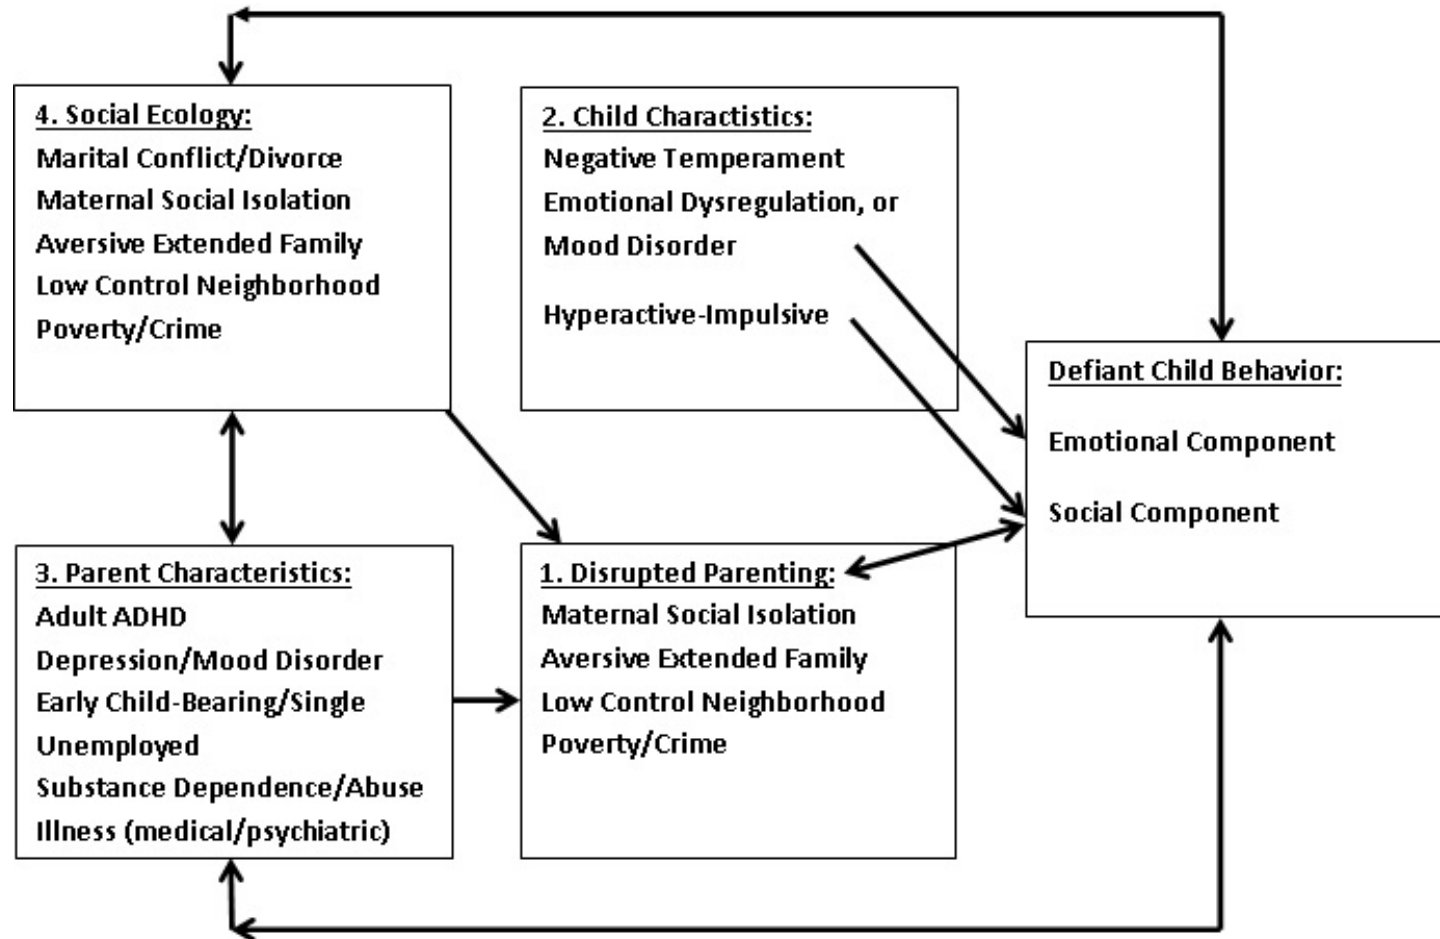 4. Social Ecology:
Marital Conflict/Divorce
Maternal Social Isolation
Aversive Extended Family
Low Control Neighborhood
Poverty/Crime
2. Child Charactistics:
Negative Temperament
Emotional Dysregulation, or
Mood Disorder
Hyperactive-Impulsive
Defiant Child Behavior:
Emotional Component
Social Component
3. Parent Characteristics:
Adult ADHD
Depression/Mood Disorder
Early Child-Bearing/Single
Unemployed
Substance Dependence/Abuse
Illness (medical/psychiatric)
1. Disrupted Parenting:
Maternal Social Isolation
Aversive Extended Family
Low Control Neighborhood
Poverty/Crime